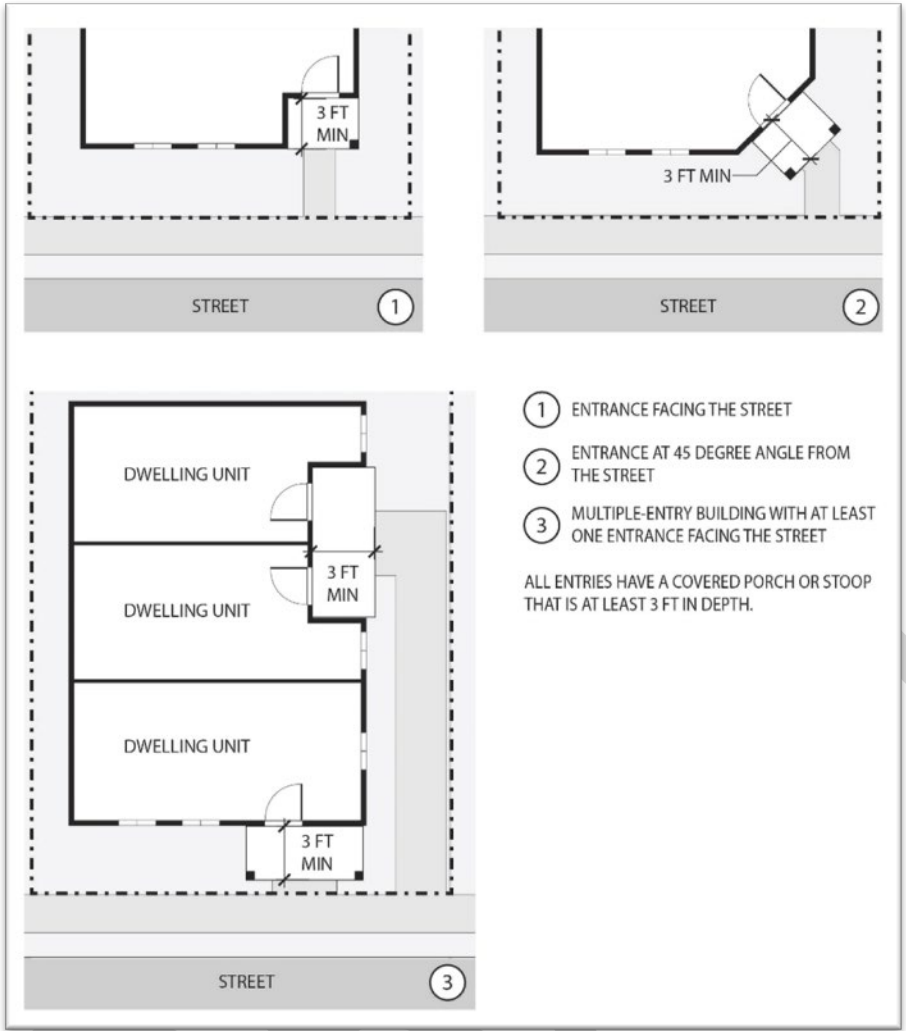 3 FT
MIN
STREET
1
3 FT MIN
STREET
2
DWELLING UNIT
DWELLING UNIT
3 FT
MIN
DWELLING UNIT
3 FT
MIN
STREET
3
1 ENTRANCE FACING THE STREET
2 ENTRANCE AT 45 DEGREE ANGLE FROM
THE STREET
3 MULTIPLE-ENTRY BUILDING WITH AT LEAST
ONE ENTRANCE FACING THE STREET
ALL ENTRIES HAVE A COVERED PORCH OR STOOP
THAT IS AT LEAST 3 FT IN DEPTH.